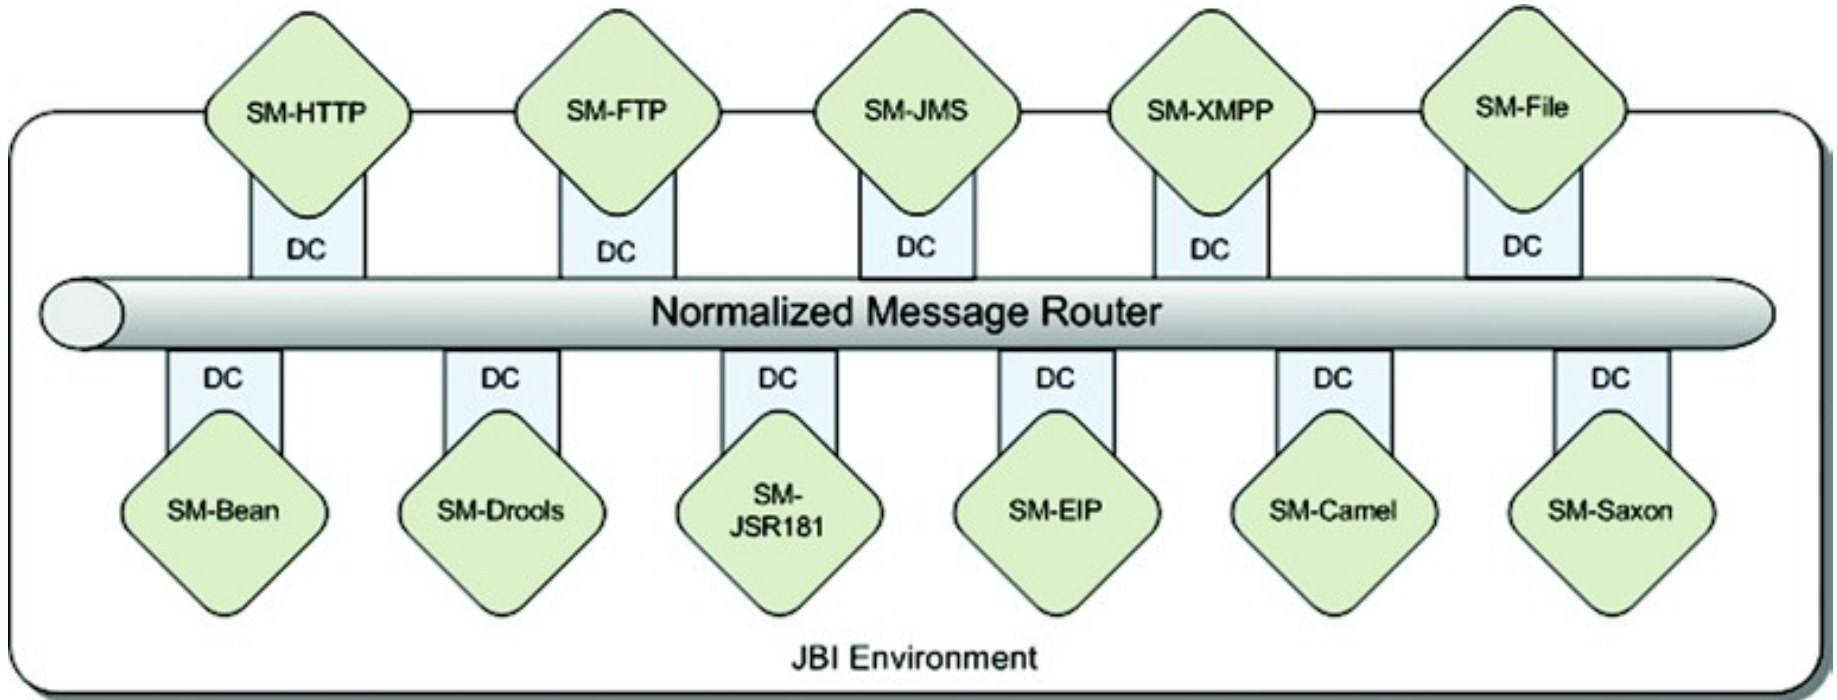 SM-HTTP
SM-FTP
SM-JMS
SM-XMPP
SM-File
DC
DC
DC
DC
DC
Normalized Message Router
DC
DC
DC
DC
DC
DC
SM-Bean
SM-Drools
SM-
JSR181
SM-EIP
SM-Camel
SM-Saxon
JBI Environment